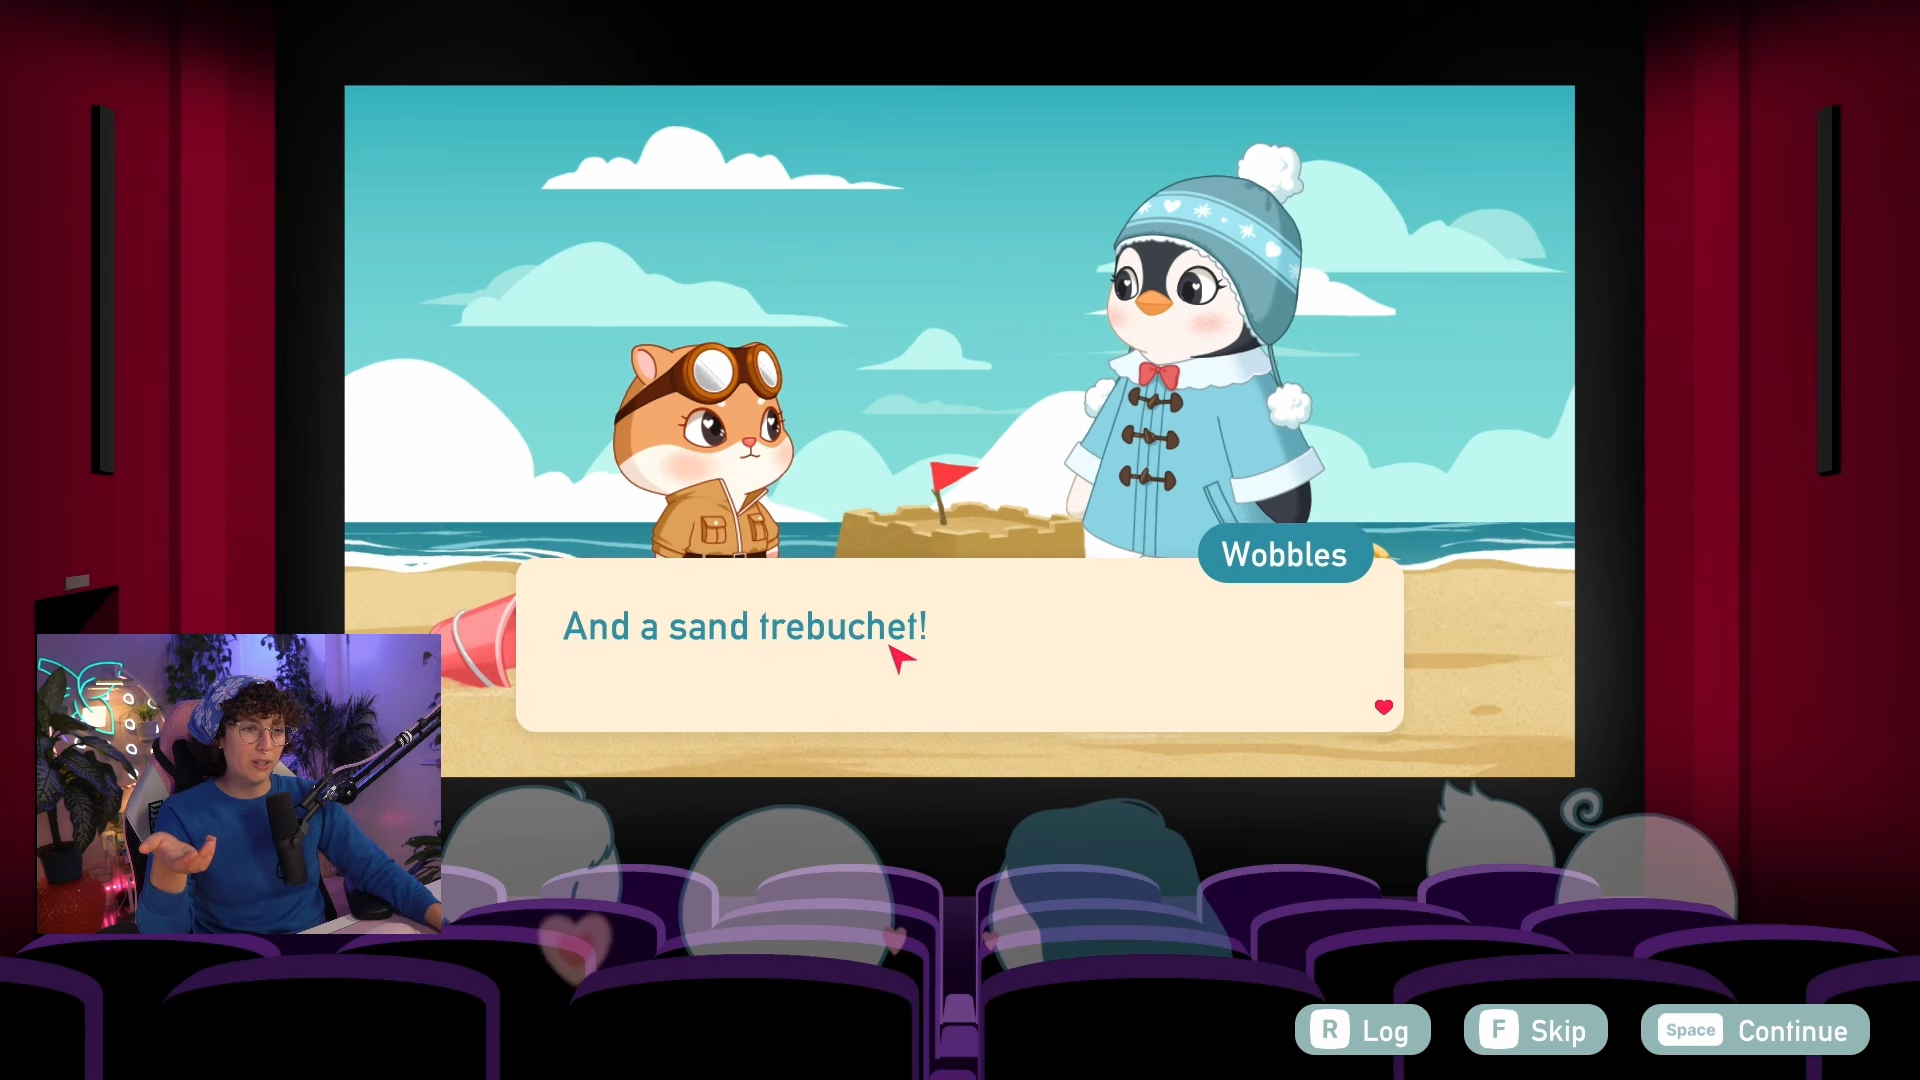 Wobbles
And a sand trebuchet!
R Log
F Skip
Space Continue